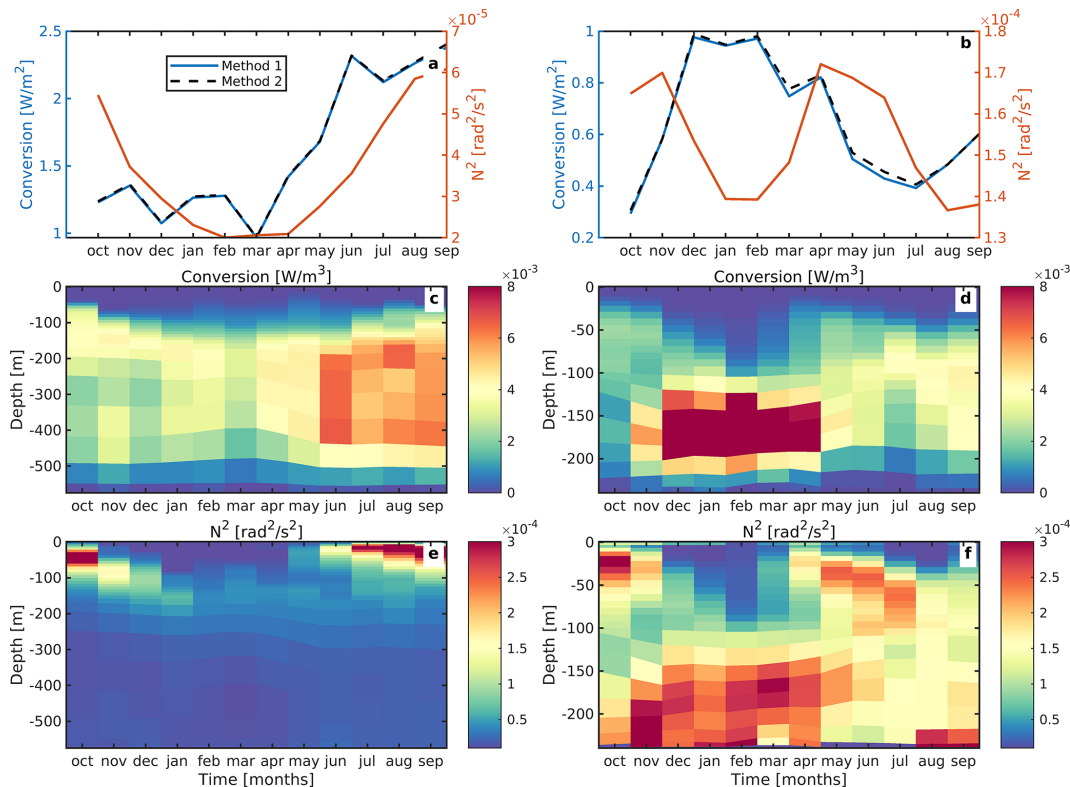 ×10⁻⁵
2.5
2
1.5
1
Conversion [W/m²]
Method 1
Method 2
a
7
6
5
4
3
2
N² [rad²/s²]
oct nov dec jan feb mar apr may jun jul aug sep
×10⁻⁴
1
0.8
0.6
0.4
0.2
Conversion [W/m²]
b
1.8
1.7
1.6
1.5
1.4
1.3
N² [rad²/s²]
oct nov dec jan feb mar apr may jun jul aug sep
Conversion [W/m³]
×10⁻³
0
-100
-200
-300
-400
-500
Depth [m]
c
8
6
4
2
0
oct nov dec jan feb mar apr may jun jul aug sep
Conversion [W/m³]
×10⁻³
0
-50
-100
-150
-200
Depth [m]
d
8
6
4
2
0
oct nov dec jan feb mar apr may jun jul aug sep
N² [rad²/s²]
×10⁻⁴
0
-100
-200
-300
-400
-500
Depth [m]
e
3
2.5
2
1.5
1
0.5
oct nov dec jan feb mar apr may jun jul aug sep
Time [months]
N² [rad²/s²]
×10⁻⁴
0
-50
-100
-150
-200
Depth [m]
f
3
2.5
2
1.5
1
0.5
oct nov dec jan feb mar apr may jun jul aug sep
Time [months]